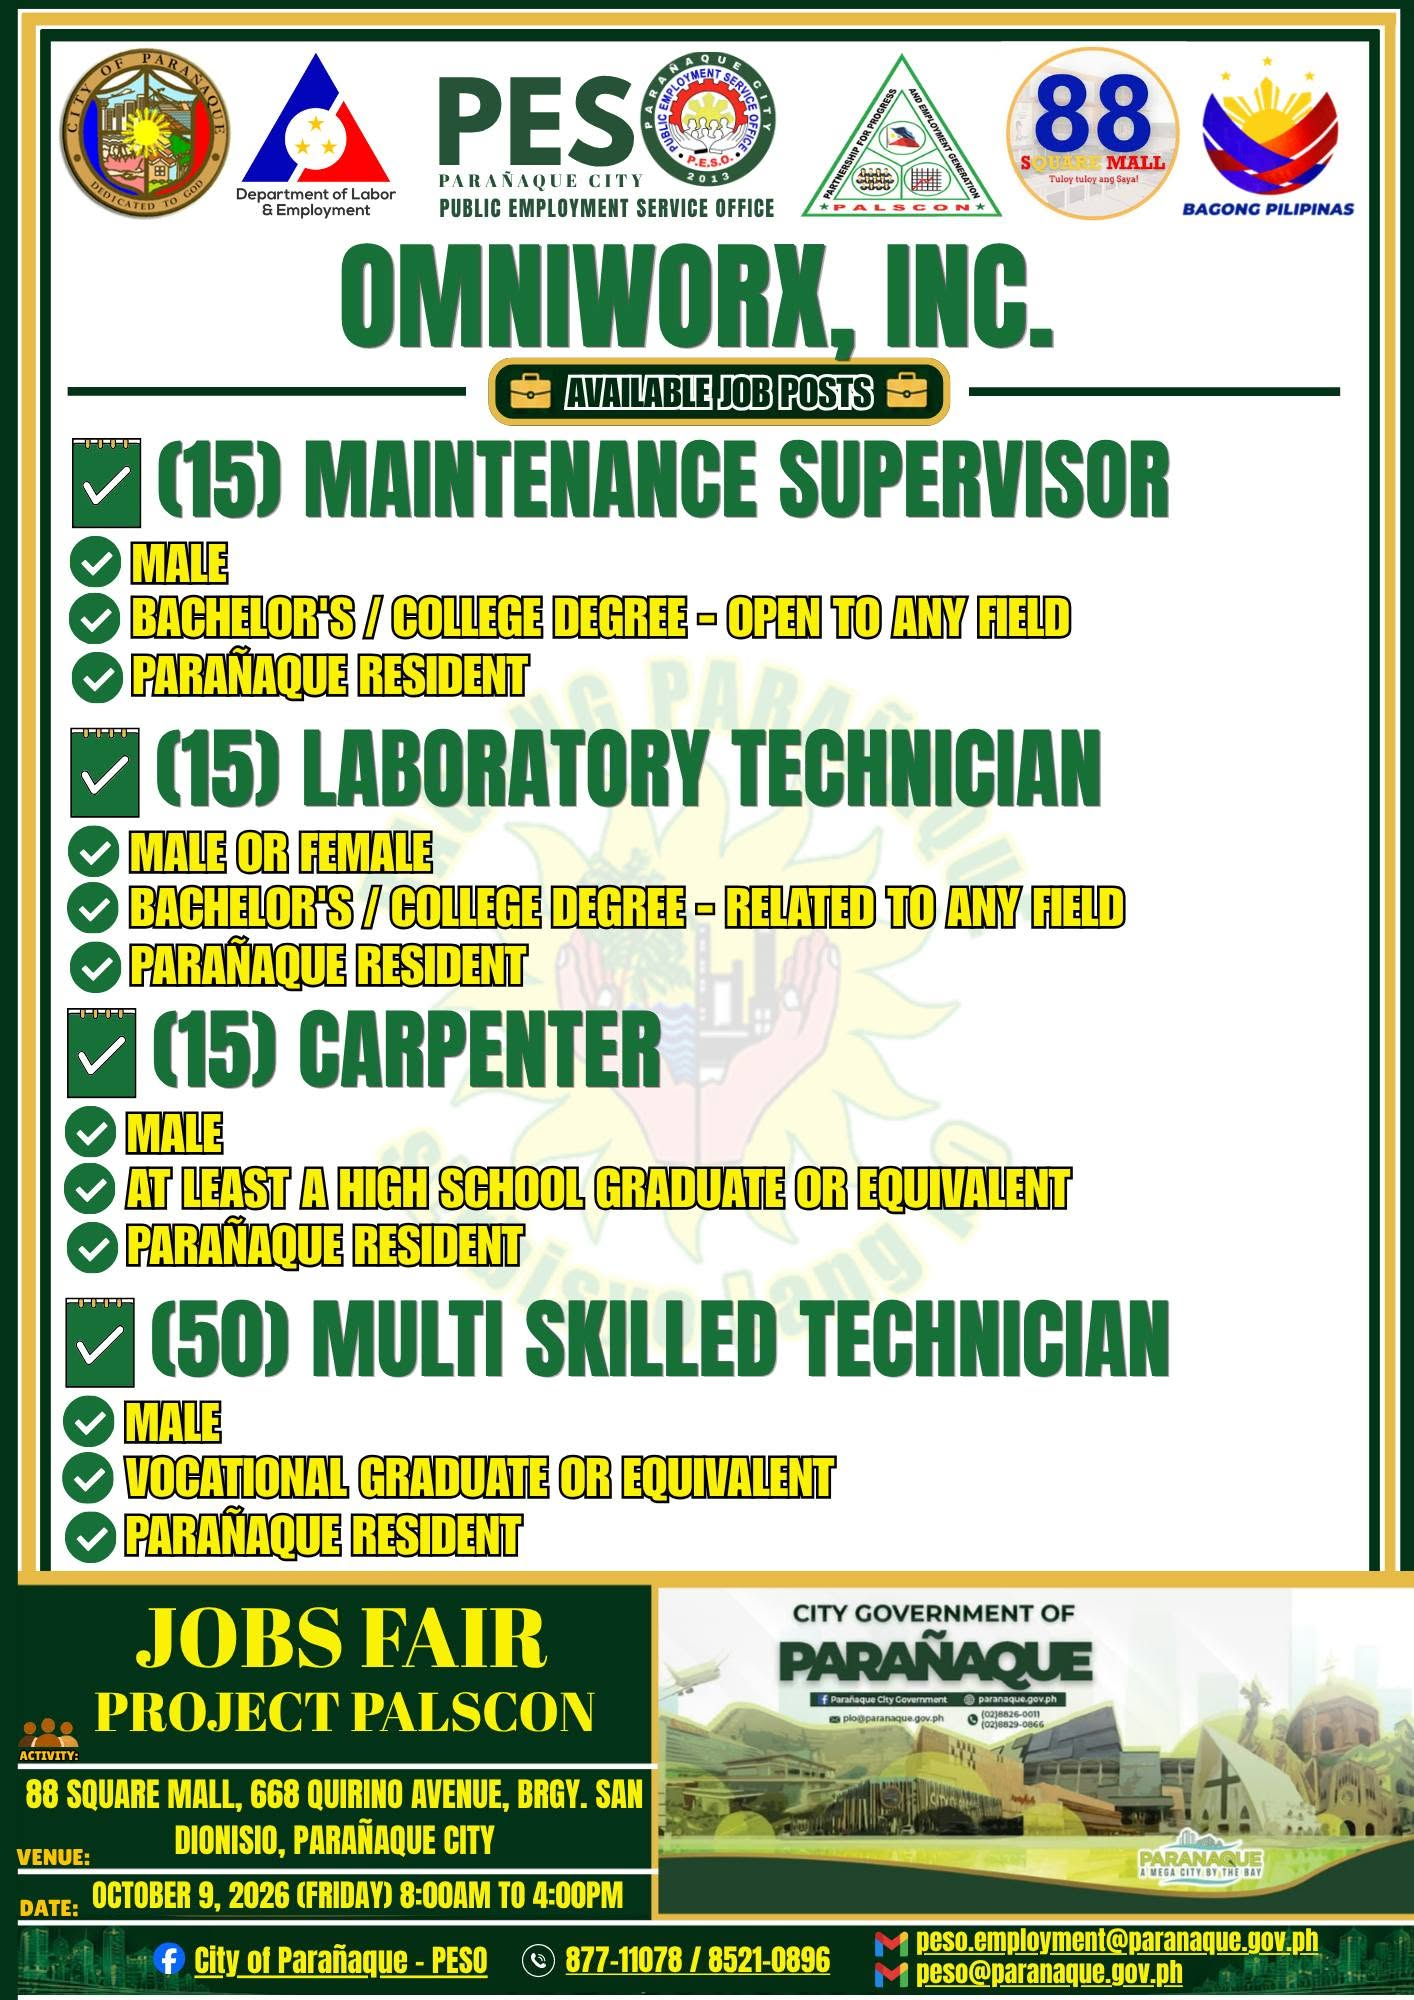 CITY OF PARAÑAQUE
DEDICATED TO GOD
Department of Labor
& Employment
PESO
PARAÑAQUE CITY
PUBLIC EMPLOYMENT SERVICE OFFICE
PARAÑAQUE CITY
PUBLIC EMPLOYMENT SERVICE OFFICE
P.E.S.O.
2013
PARTNERSHIP FOR PROGRESS
AND EMPLOYMENT GENERATION
PALSCON
88
SQUARE MALL
Tuloy tuloy ang Saya!
BAGONG PILIPINAS
OMNIWORX, INC.
AVAILABLE JOB POSTS
(15) MAINTENANCE SUPERVISOR
MALE
BACHELOR'S / COLLEGE DEGREE - OPEN TO ANY FIELD
PARAÑAQUE RESIDENT
(15) LABORATORY TECHNICIAN
MALE OR FEMALE
BACHELOR'S / COLLEGE DEGREE - RELATED TO ANY FIELD
PARAÑAQUE RESIDENT
(15) CARPENTER
MALE
AT LEAST A HIGH SCHOOL GRADUATE OR EQUIVALENT
PARAÑAQUE RESIDENT
(50) MULTI SKILLED TECHNICIAN
MALE
VOCATIONAL GRADUATE OR EQUIVALENT
PARAÑAQUE RESIDENT
JOBS FAIR
PROJECT PALSCON
ACTIVITY:
88 SQUARE MALL, 668 QUIRINO AVENUE, BRGY. SAN
DIONISIO, PARAÑAQUE CITY
VENUE:
DATE: OCTOBER 9, 2026 (FRIDAY) 8:00AM TO 4:00PM
CITY GOVERNMENT OF
PARAÑAQUE
Parañaque City Government paranaque.gov.ph
plo@paranaque.gov.ph (02)8826-0011
(02)8829-0866
PARAÑAQUE
A MEGA CITY BY THE BAY
City of Parañaque - PESO
877-11078 / 8521-0896
peso.employment@paranaque.gov.ph
peso@paranaque.gov.ph